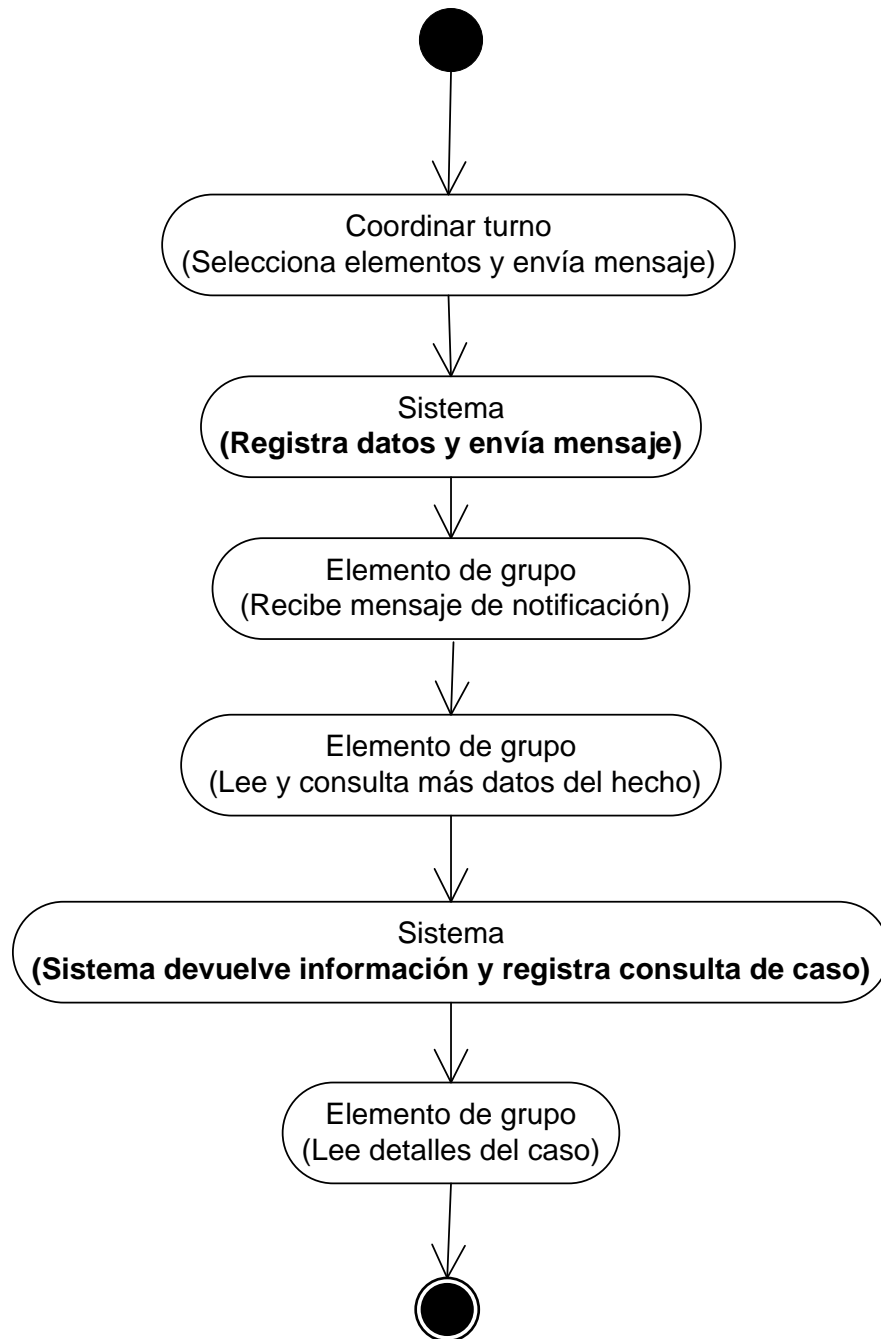 Coordinar turno
(Selecciona elementos y envía mensaje)
Sistema
(Registra datos y envía mensaje)
Elemento de grupo
(Recibe mensaje de notificación)
Elemento de grupo
(Lee y consulta más datos del hecho)
Sistema
(Sistema devuelve información y registra consulta de caso)
Elemento de grupo
(Lee detalles del caso)